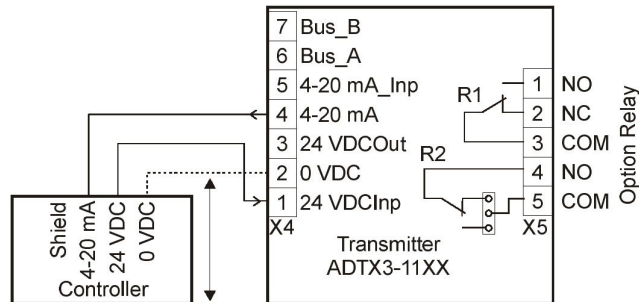 7 Bus_B
6 Bus_A
5 4-20 mA_Inp
4 4-20 mA
3 24 VDCOut
2 0 VDC
1 24 VDCInp
X4
R1
R2
1 NO
2 NC
3 COM
4 NO
5 COM
X5
Option Relay
Transmitter
ADTX3-11XX
Shield
4-20 mA
24 VDC
0 VDC
Controller